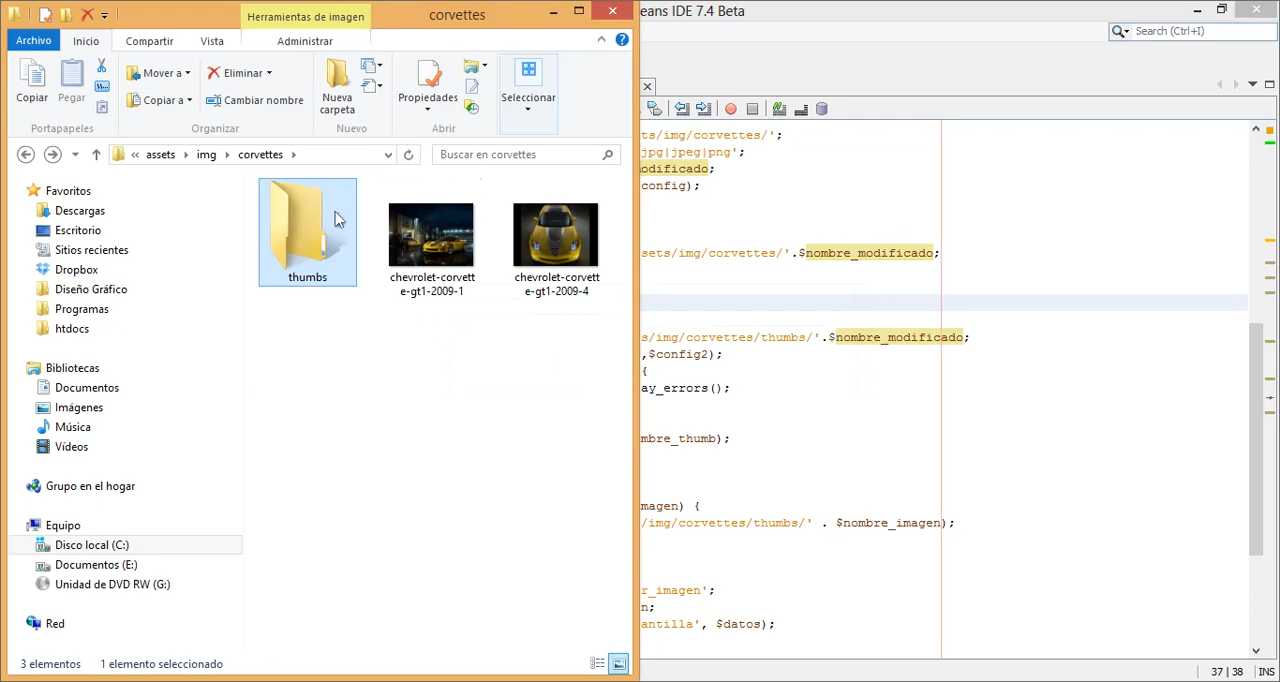 Herramientas de imagen
corvettes
Archivo
Inicio
Compartir
Vista
Administrar
Copiar
Pegar
Mover a
Copiar a
Eliminar
Cambiar nombre
Nueva
carpeta
Propiedades
Seleccionar
Portapapeles
Organizar
Nuevo
Abrir
« assets
img
corvettes
Buscar en corvettes
Favoritos
Descargas
Escritorio
Sitios recientes
Dropbox
Diseño Gráfico
Programas
htdocs
Bibliotecas
Documentos
Imágenes
Música
Vídeos
Grupo en el hogar
Equipo
Disco local (C:)
Documentos (E:)
Unidad de DVD RW (G:)
Red
thumbs
chevrolet-corvett
e-gt1-2009-1
chevrolet-corvett
e-gt1-2009-4
3 elementos
1 elemento seleccionado
eans IDE 7.4 Beta
Search (Ctrl+I)
ts/img/corvettes/';
jpg|jpeg|png';
odificado;
config);
sets/img/corvettes/'.$nombre_modificado;
s/img/corvettes/thumbs/'.$nombre_modificado;
,$config2);
{
ay_errors();
mbre_thumb);
magen) {
/img/corvettes/thumbs/' . $nombre_imagen);
r_imagen';
n;
antilla', $datos);
37 | 38
INS